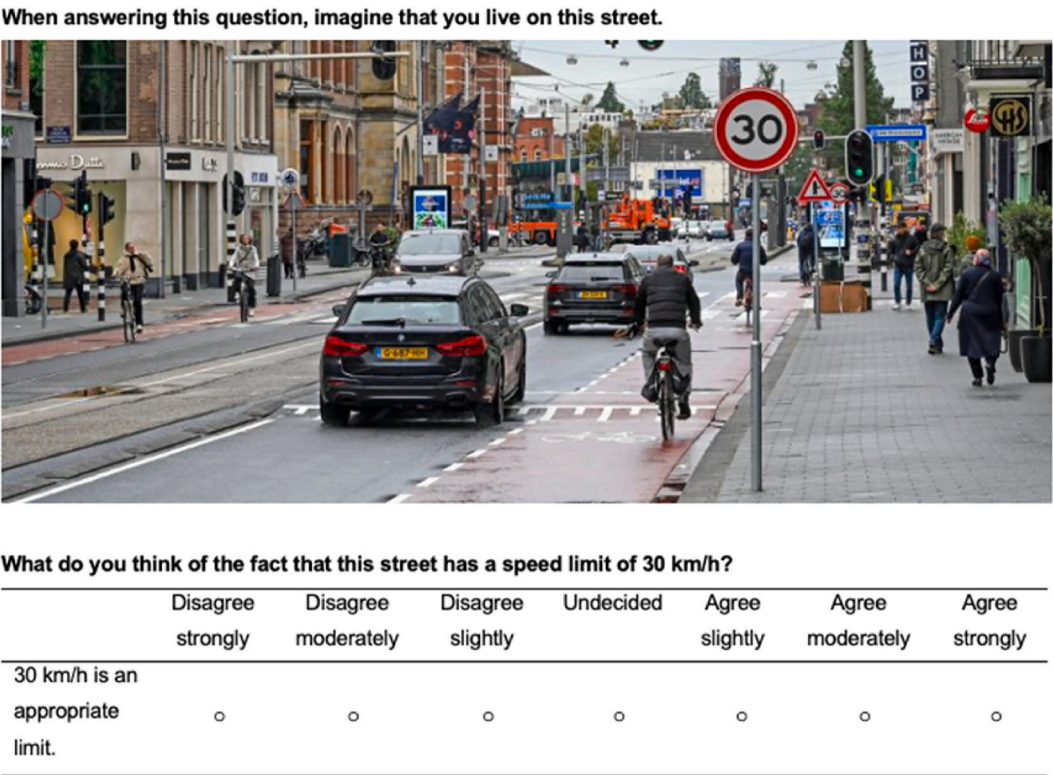 When answering this question, imagine that you live on this street.
HOP
30
G-687-HH
What do you think of the fact that this street has a speed limit of 30 km/h?
Disagree strongly
Disagree moderately
Disagree slightly
Undecided
Agree slightly
Agree moderately
Agree strongly
30 km/h is an
appropriate
limit.